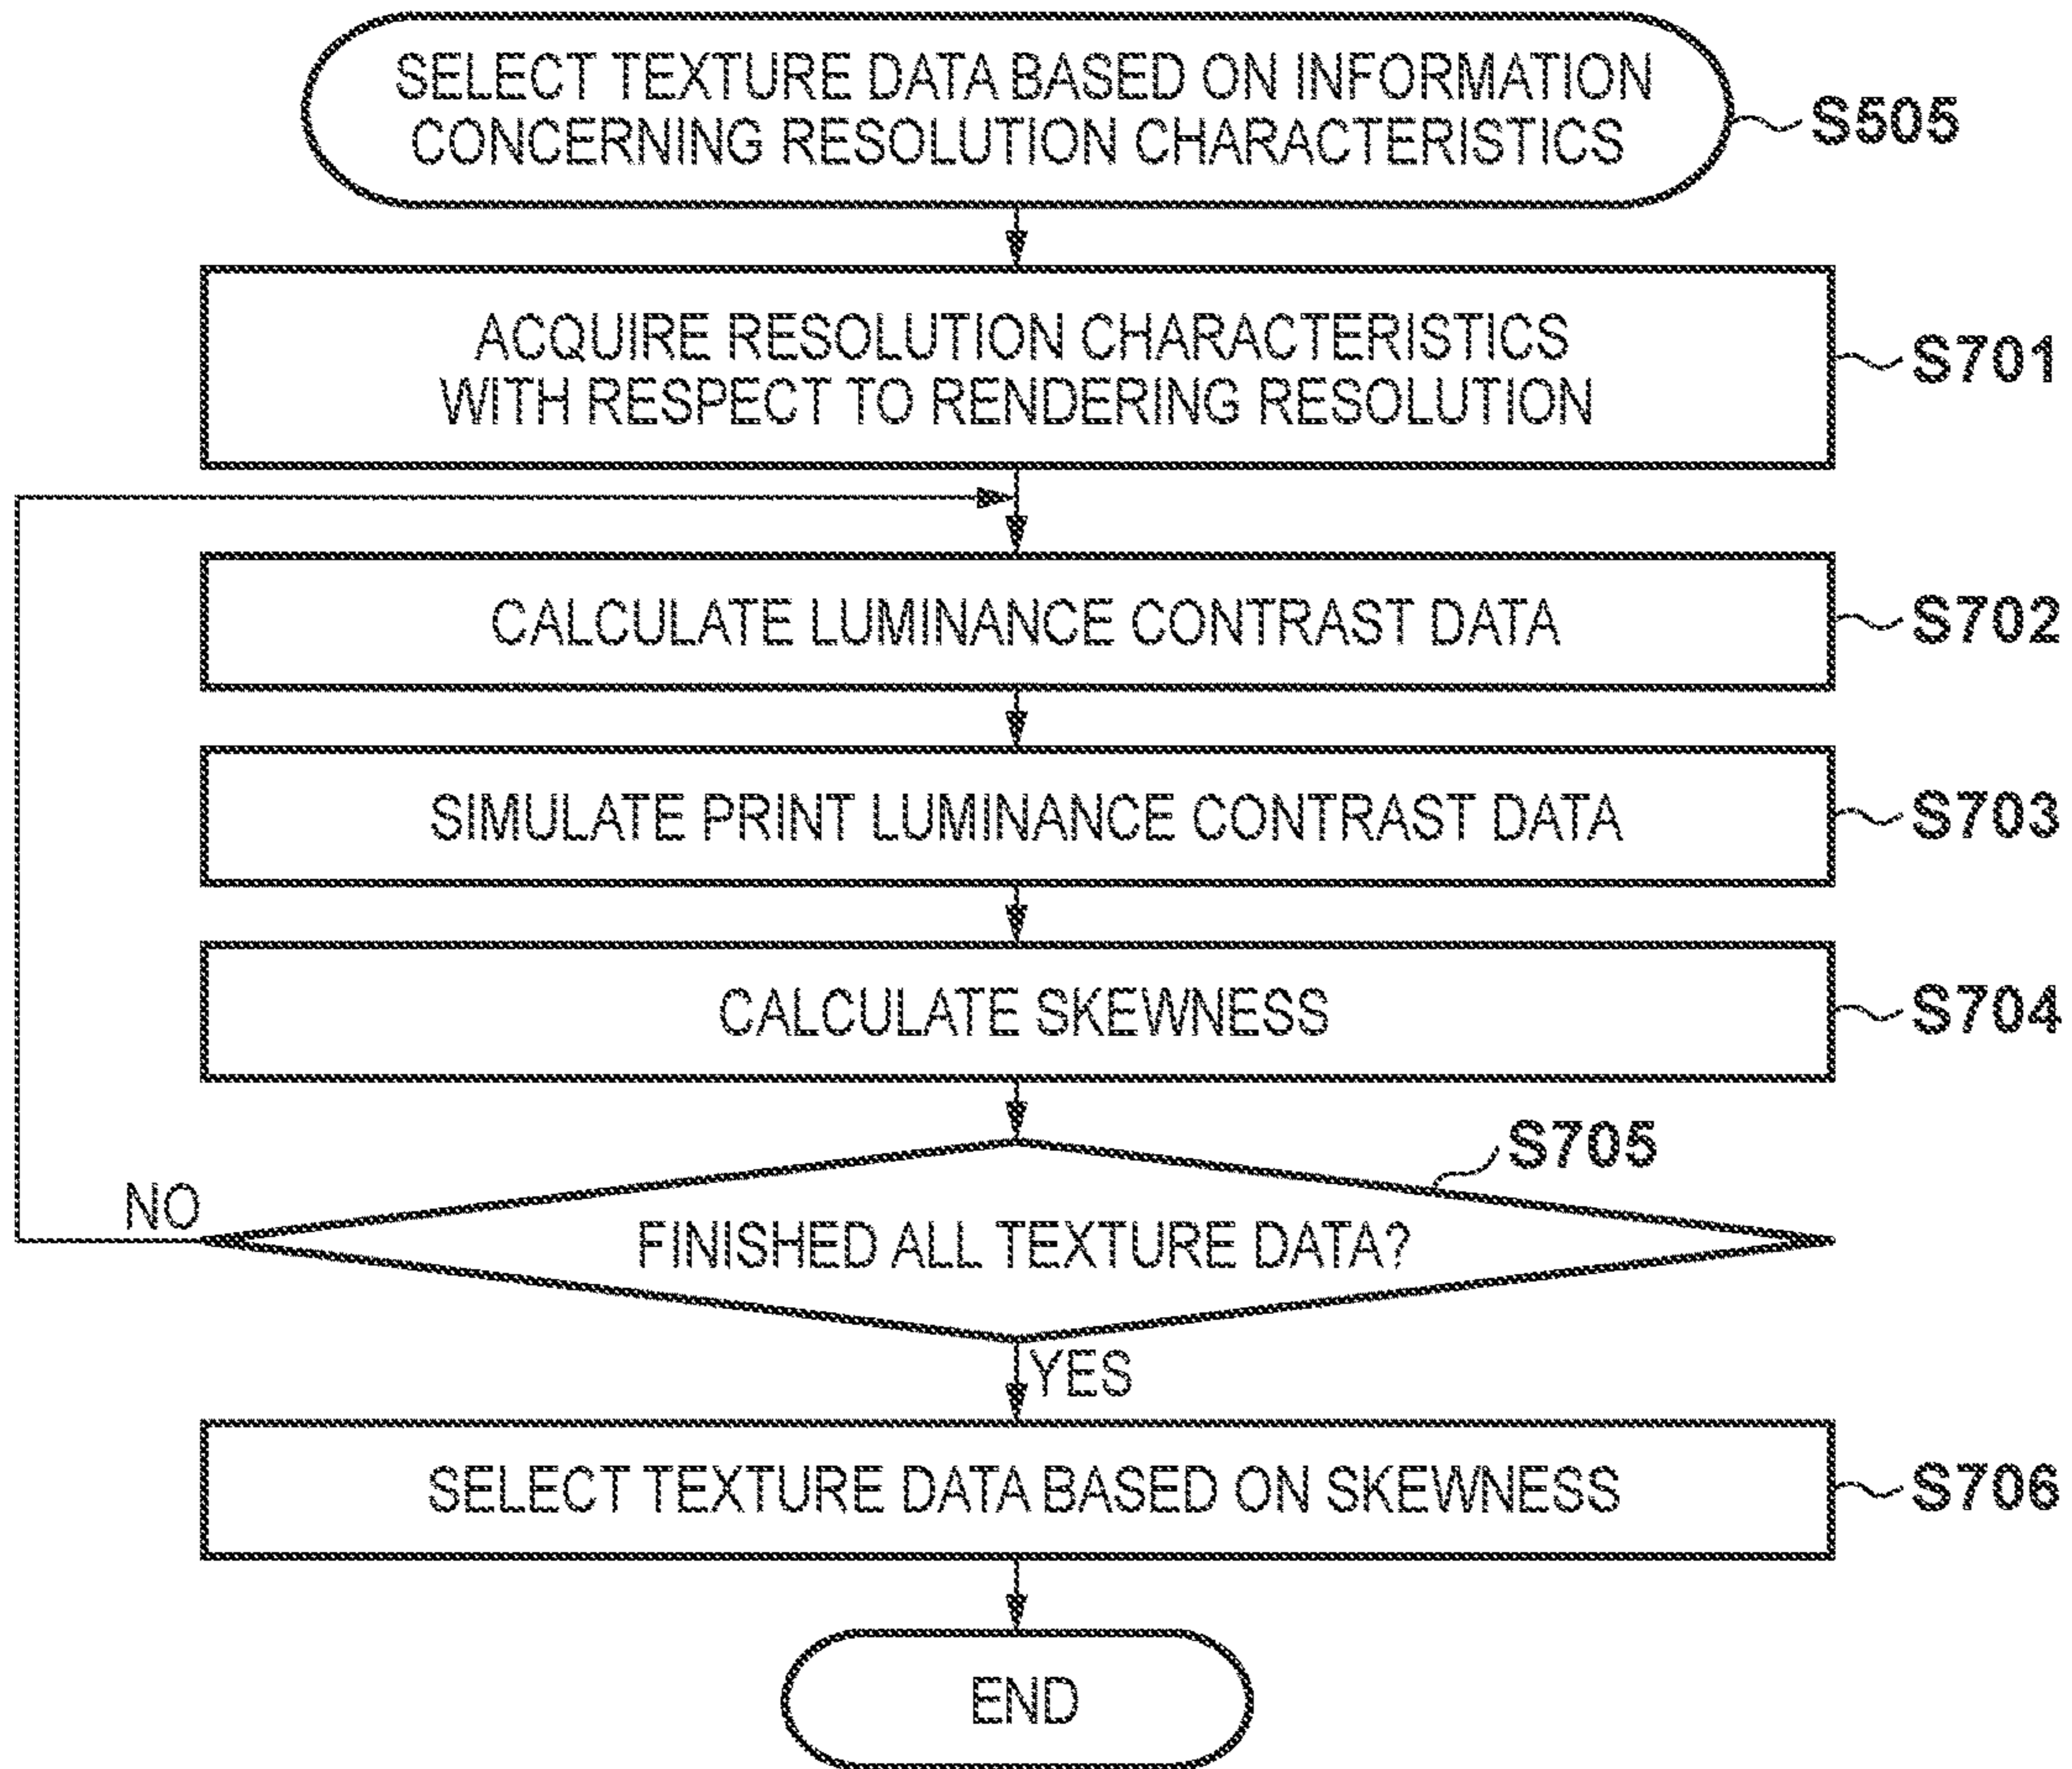 SELECT TEXTURE DATA BASED ON INFORMATION
CONCERNING RESOLUTION CHARACTERISTICS
S505
ACQUIRE RESOLUTION CHARACTERISTICS
WITH RESPECT TO RENDERING RESOLUTION
S701
CALCULATE LUMINANCE CONTRAST DATA
S702
SIMULATE PRINT LUMINANCE CONTRAST DATA
S703
CALCULATE SKEWNESS
S704
S705
NO
FINISHED ALL TEXTURE DATA?
YES
SELECT TEXTURE DATA BASED ON SKEWNESS
S706
END